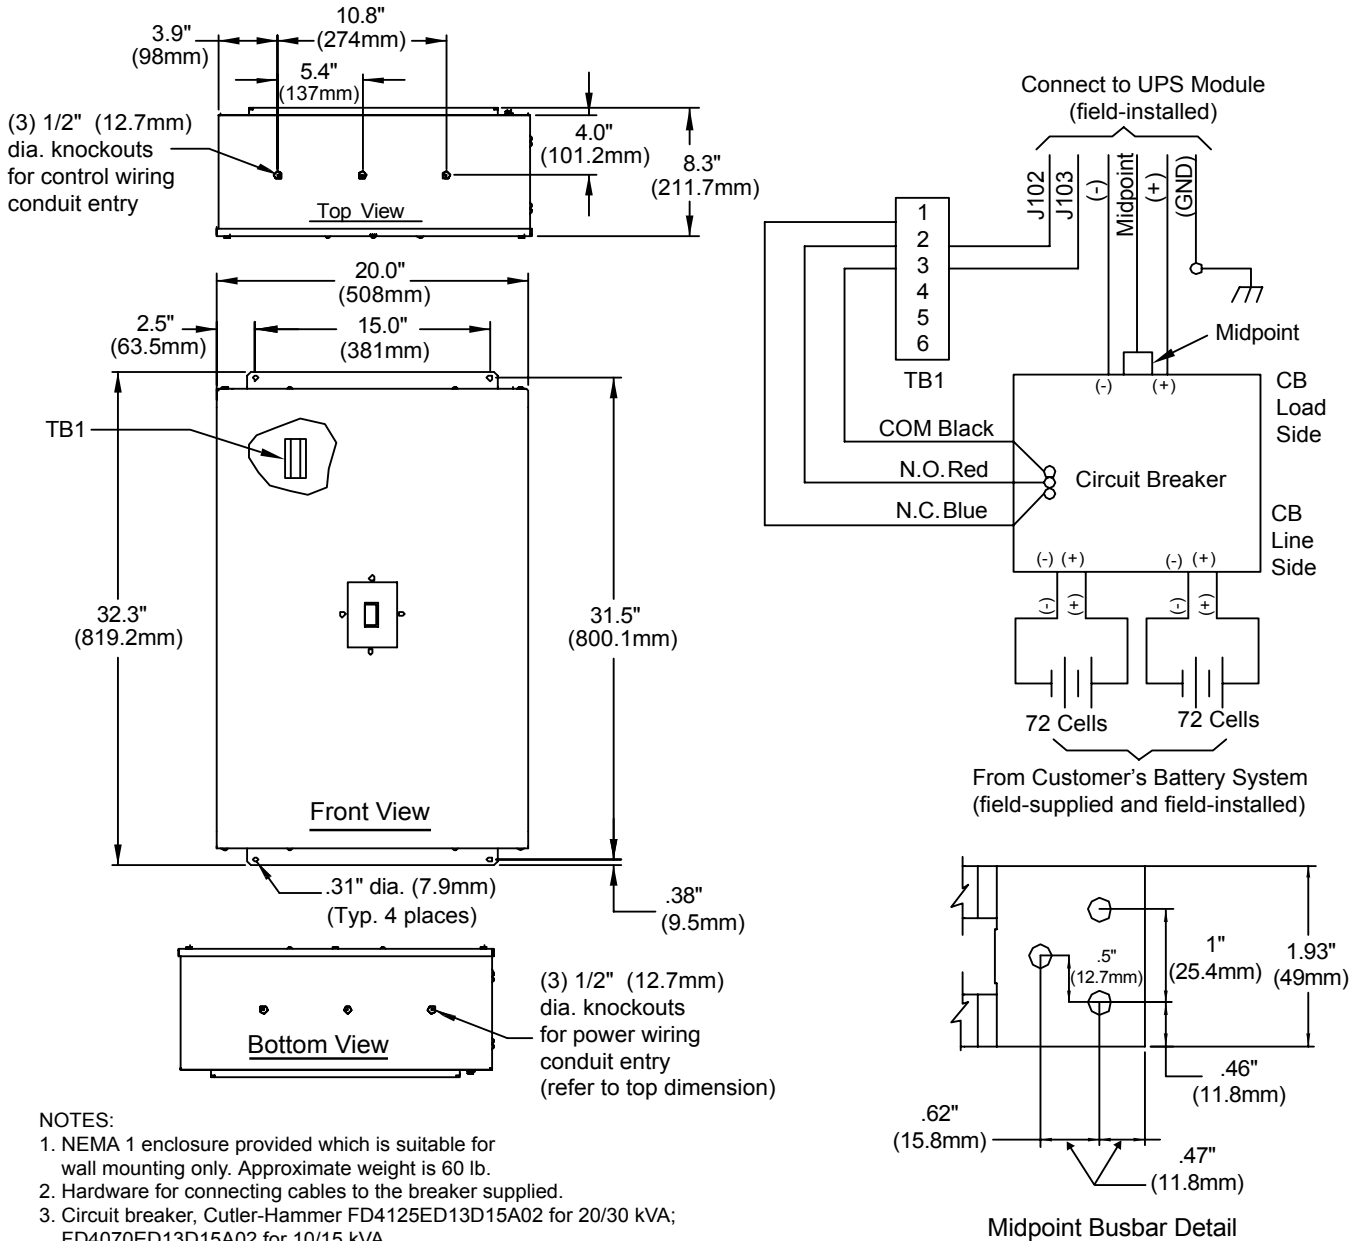 3.9"
(98mm)
10.8"
(274mm)
5.4"
(137mm)
(3) 1/2" (12.7mm)
dia. knockouts
for control wiring
conduit entry
4.0"
(101.2mm)
8.3"
(211.7mm)
Top View
20.0"
(508mm)
2.5"
(63.5mm)
15.0"
(381mm)
TB1
32.3"
(819.2mm)
31.5"
(800.1mm)
Front View
.31" dia. (7.9mm)
(Typ. 4 places)
.38"
(9.5mm)
Bottom View
(3) 1/2" (12.7mm)
dia. knockouts
for power wiring
conduit entry
(refer to top dimension)
NOTES:
1. NEMA 1 enclosure provided which is suitable for
wall mounting only. Approximate weight is 60 lb.
2. Hardware for connecting cables to the breaker supplied.
3. Circuit breaker, Cutler-Hammer FD4125ED13D15A02 for 20/30 kVA;
FD4070ED13D15A02 for 10/15 kVA
Connect to UPS Module
(field-installed)
J102
J103
(-)
Midpoint
(+)
(GND)
1
2
3
4
5
6
TB1
Midpoint
(-)
(+)
CB
Load
Side
COM Black
N.O. Red
N.C. Blue
Circuit Breaker
CB
Line
Side
(-) (+)
(-) (+)
(-)
(+)
(-)
(+)
72 Cells
72 Cells
From Customer’s Battery System
(field-supplied and field-installed)
.5"
(12.7mm)
1"
(25.4mm)
1.93"
(49mm)
.46"
(11.8mm)
.62"
(15.8mm)
.47"
(11.8mm)
Midpoint Busbar Detail